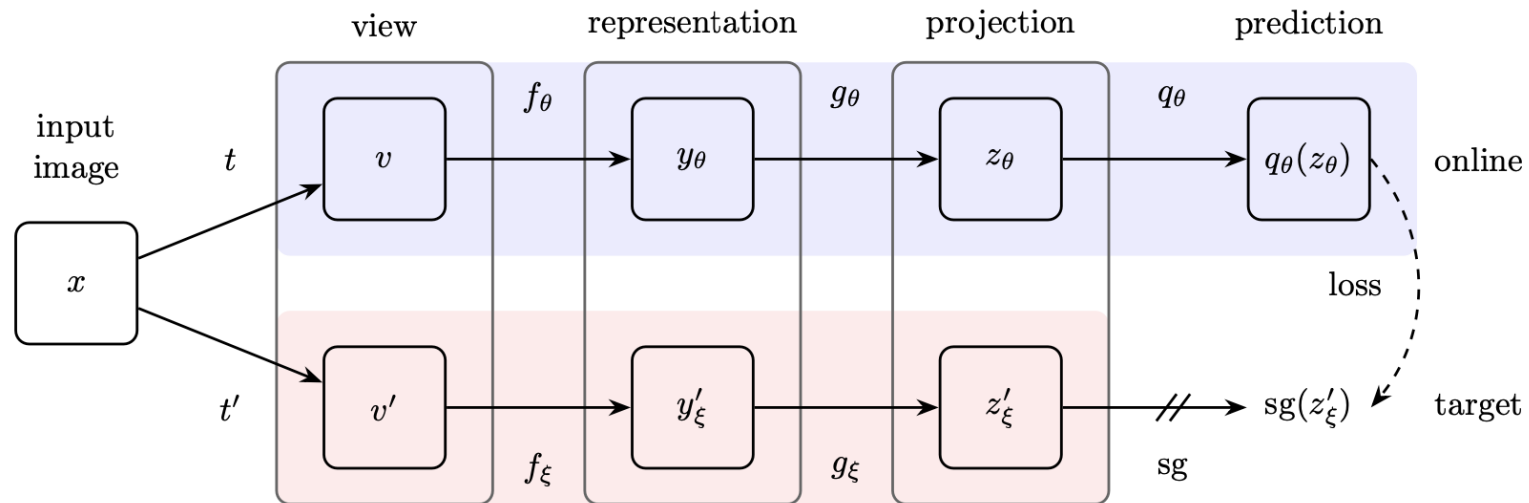 view representation projection prediction
input
image
t f_θ g_θ q_θ
v y_θ z_θ q_θ(z_θ) online
x
loss
t′ v′ y′_ξ z′_ξ sg(z′_ξ) target
f_ξ g_ξ sg